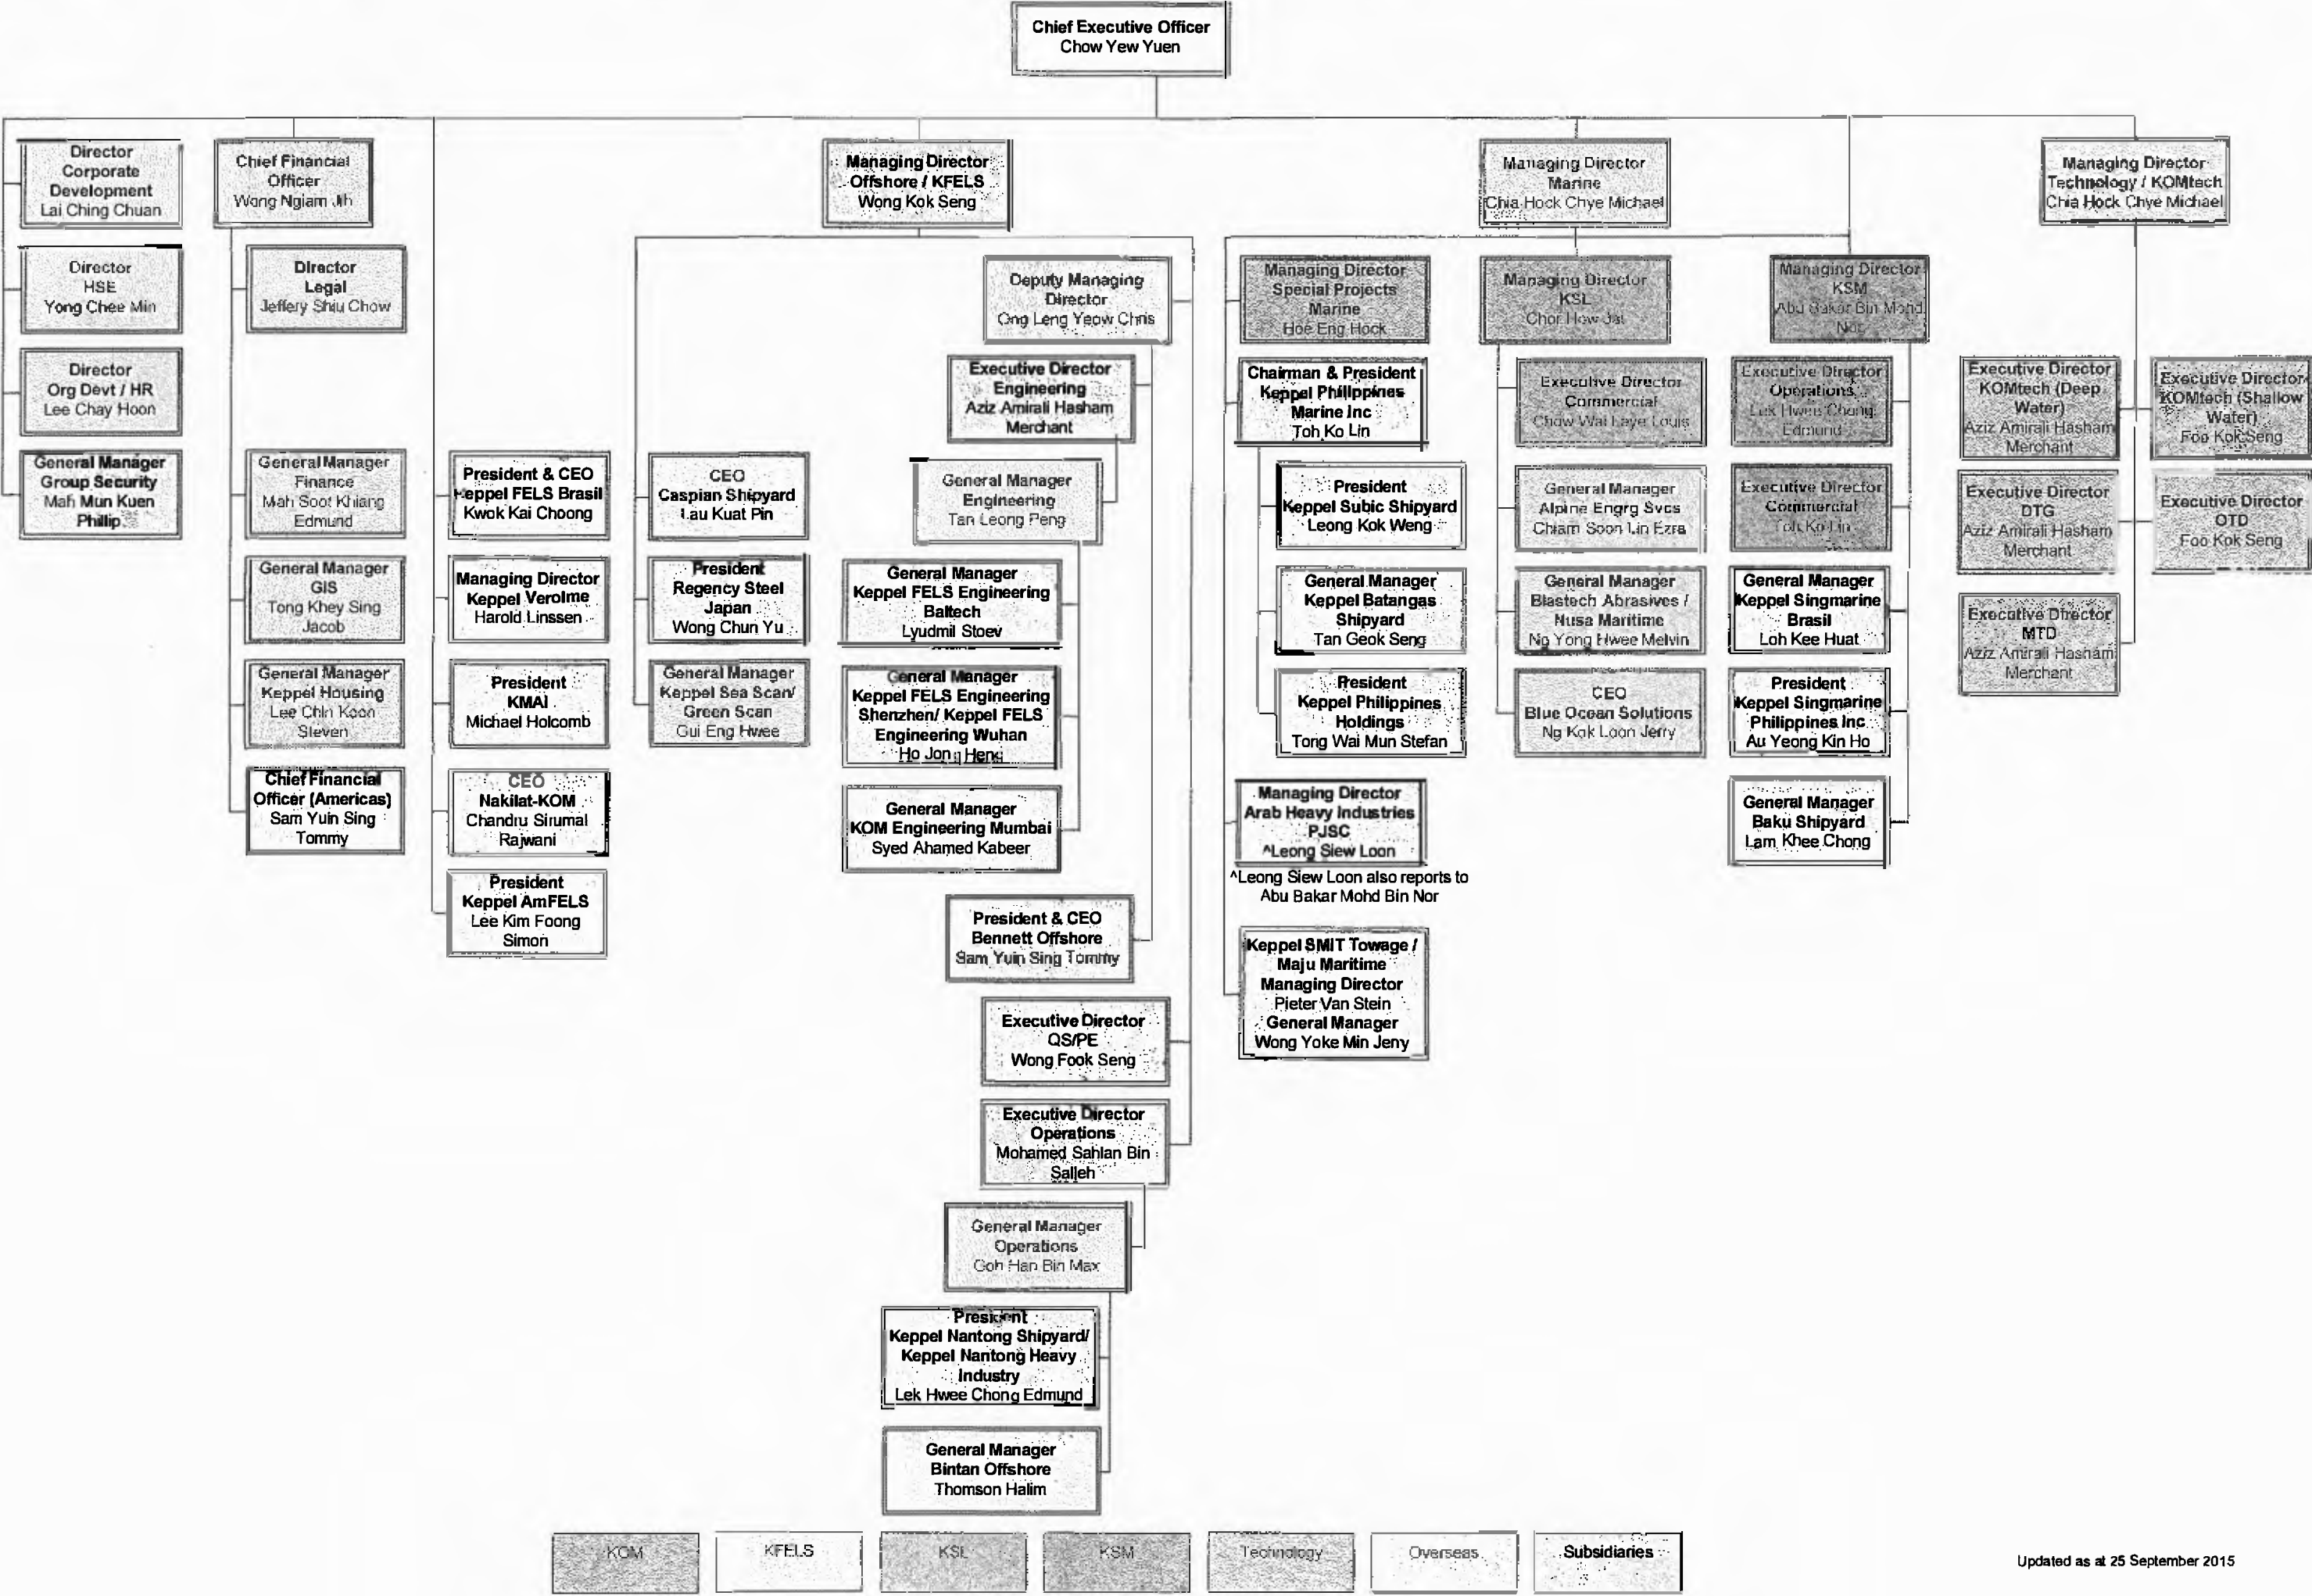 Chief Executive Officer
Chow Yew Yuen
Director
Corporate
Development
Lai Ching Chuan
Director
HSE
Yong Chee Min
Director
Org Devt / HR
Lee Chay Hoon
General Manager
Group Security
Mah Mun Kuen
Phillip
Chief Financial
Officer
Wong Ngiam Jih
Director
Legal
Jeffery Shiu Chow
General Manager
Finance
Mah Soot Khiang
Edmund
General Manager
GIS
Tong Khey Sing
Jacob
General Manager
Keppel Housing
Lee Chin Koon
Steven
Chief Financial
Officer (Americas)
Sam Yuin Sing
Tommy
President & CEO
Keppel FELS Brasil
Kwok Kai Choong
Managing Director
Keppel Verolme
Harold Linssen
President
KMAI
Michael Holcomb
CEO
Nakilat-KOM
Chandru Sirumal
Rajwani
President
Keppel AmFELS
Lee Kim Foong
Simon
Managing Director
Offshore / KFELS
Wong Kok Seng
CEO
Caspian Shipyard
Lau Kuat Pin
President
Regency Steel
Japan
Wong Chun Yu
General Manager
Keppel Sea Scan/
Green Scan
Gui Eng Hwee
Deputy Managing
Director
Ong Leng Yeow Chris
Executive Director
Engineering
Aziz Amirali Hasham
Merchant
General Manager
Engineering
Tan Leong Peng
General Manager
Keppel FELS Engineering
Baltech
Lyudmil Stoev
General Manager
Keppel FELS Engineering
Shenzhen/ Keppel FELS
Engineering Wuhan
Ho Jong Heng
General Manager
KOM Engineering Mumbai
Syed Ahamed Kabeer
President & CEO
Bennett Offshore
Sam Yuin Sing Tommy
Executive Director
QS/PE
Wong Fook Seng
Executive Director
Operations
Mohamed Sahlan Bin
Salleh
General Manager
Operations
Goh Han Bin Max
President
Keppel Nantong Shipyard/
Keppel Nantong Heavy
Industry
Lek Hwee Chong Edmund
General Manager
Bintan Offshore
Thomson Halim
Managing Director
Marine
Chia Hock Chye Michael
Managing Director
Special Projects
Marine
Hoe Eng Hock
Chairman & President
Keppel Philippines
Marine Inc
Toh Ko Lin
President
Keppel Subic Shipyard
Leong Kok Weng
General Manager
Keppel Batangas
Shipyard
Tan Geok Seng
President
Keppel Philippines
Holdings
Tong Wai Mun Stefan
Managing Director
Arab Heavy Industries
PJSC
^Leong Siew Loon
^Leong Siew Loon also reports to
Abu Bakar Mohd Bin Nor
Keppel SMIT Towage /
Maju Maritime
Managing Director
Pieter Van Stein
General Manager
Wong Yoke Min Jeny
Managing Director
KSL
Chor How Jat
Executive Director
Commercial
Chow Wai Louis
General Manager
Alpine Engrg Svcs
Chiam Soon Lin Ezra
General Manager
Blastech Abrasives /
Nusa Maritime
Ng Yong Hwee Melvin
CEO
Blue Ocean Solutions
Ng Kok Loon Jerry
Managing Director
KSM
Abu Bakar Bin Mohd
Nor
Executive Director
Operations
Lek Hwee Chong
Edmund
Executive Director
Commercial
Toh Ko Lin
General Manager
Keppel Singmarine
Brasil
Loh Kee Huat
President
Keppel Singmarine
Philippines Inc
Au Yeong Kin Ho
General Manager
Baku Shipyard
Lam Khee Chong
Managing Director
Technology / KOMtech
Chia Hock Chye Michael
Executive Director
KOMtech (Deep
Water)
Aziz Amirali Hasham
Merchant
Executive Director
KOMtech (Shallow
Water)
Foo Kok Seng
Executive Director
DTG
Aziz Amirali Hasham
Merchant
Executive Director
OTD
Foo Kok Seng
Executive Director
MTD
Aziz Amirali Hasham
Merchant
KOM
KFELS
KSL
KSM
Technology
Overseas
Subsidiaries
Updated as at 25 September 2015